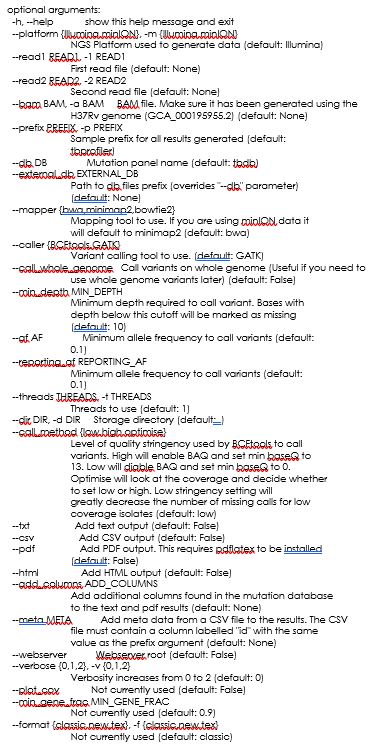 optional arguments:
-h, --help show this help message and exit
--platform {Illumina,minION}, -m {Illumina,minION}
NGS Platform used to generate data (default: Illumina)
--read1 READ1, -1 READ1
First read file (default: None)
--read2 READ2, -2 READ2
Second read file (default: None)
--bam BAM, -a BAM BAM file. Make sure it has been generated using the
H37Rv genome (GCA_000195955.2) (default: None)
--prefix PREFIX, -p PREFIX
Sample prefix for all results generated (default:
tbprofiler)
--db DB Mutation panel name (default: tbdb)
--external_db EXTERNAL_DB
Path to db files prefix (overrides "--db" parameter)
(default: None)
--mapper {bwa,minimap2,bowtie2}
Mapping tool to use. If you are using minION data it
will default to minimap2 (default: bwa)
--caller {BCFtools,GATK}
Variant calling tool to use. (default: GATK)
--call_whole_genome Call variants on whole genome (Useful if you need to
use whole genome variants later) (default: False)
--min_depth MIN_DEPTH
Minimum depth required to call variant. Bases with
depth below this cutoff will be marked as missing
(default: 10)
--af AF Minimum allele frequency to call variants (default:
0.1)
--reporting_af REPORTING_AF
Minimum allele frequency to call variants (default:
0.1)
--threads THREADS, -t THREADS
Threads to use (default: 1)
--dir DIR, -d DIR Storage directory (default: .)
--call_method {low,high,optimise}
Level of quality stringency used by BCFtools to call
variants. High will enable BAQ and set min baseQ to
13. Low will diable BAQ and set min baseQ to 0.
Optimise will look at the coverage and decide whether
to set low or high. Low stringency setting will
greatly decrease the number of missing calls for low
coverage isolates (default: low)
--txt Add text output (default: False)
--csv Add CSV output (default: False)
--pdf Add PDF output. This requires pdflatex to be installed
(default: False)
--html Add HTML output (default: False)
--add_columns ADD_COLUMNS
Add additional columns found in the mutation database
to the text and pdf results (default: None)
--meta META Add meta data from a CSV file to the results. The CSV
file must contain a column labelled "id" with the same
value as the prefix argument (default: None)
--webserver Webserver root (default: False)
--verbose {0,1,2}, -v {0,1,2}
Verbosity increases from 0 to 2 (default: 0)
--plot_cov Not currently used (default: False)
--min_gene_frac MIN_GENE_FRAC
Not currently used (default: 0.9)
--format {classic,new,tex}, -f {classic,new,tex}
Not currently used (default: classic)